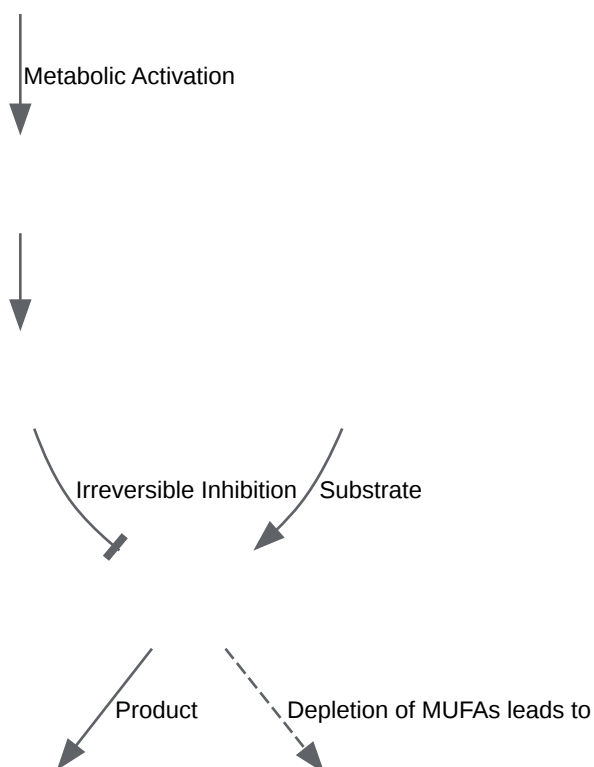 Metabolic Activation
Irreversible Inhibition
Substrate
Product
Depletion of MUFAs leads to